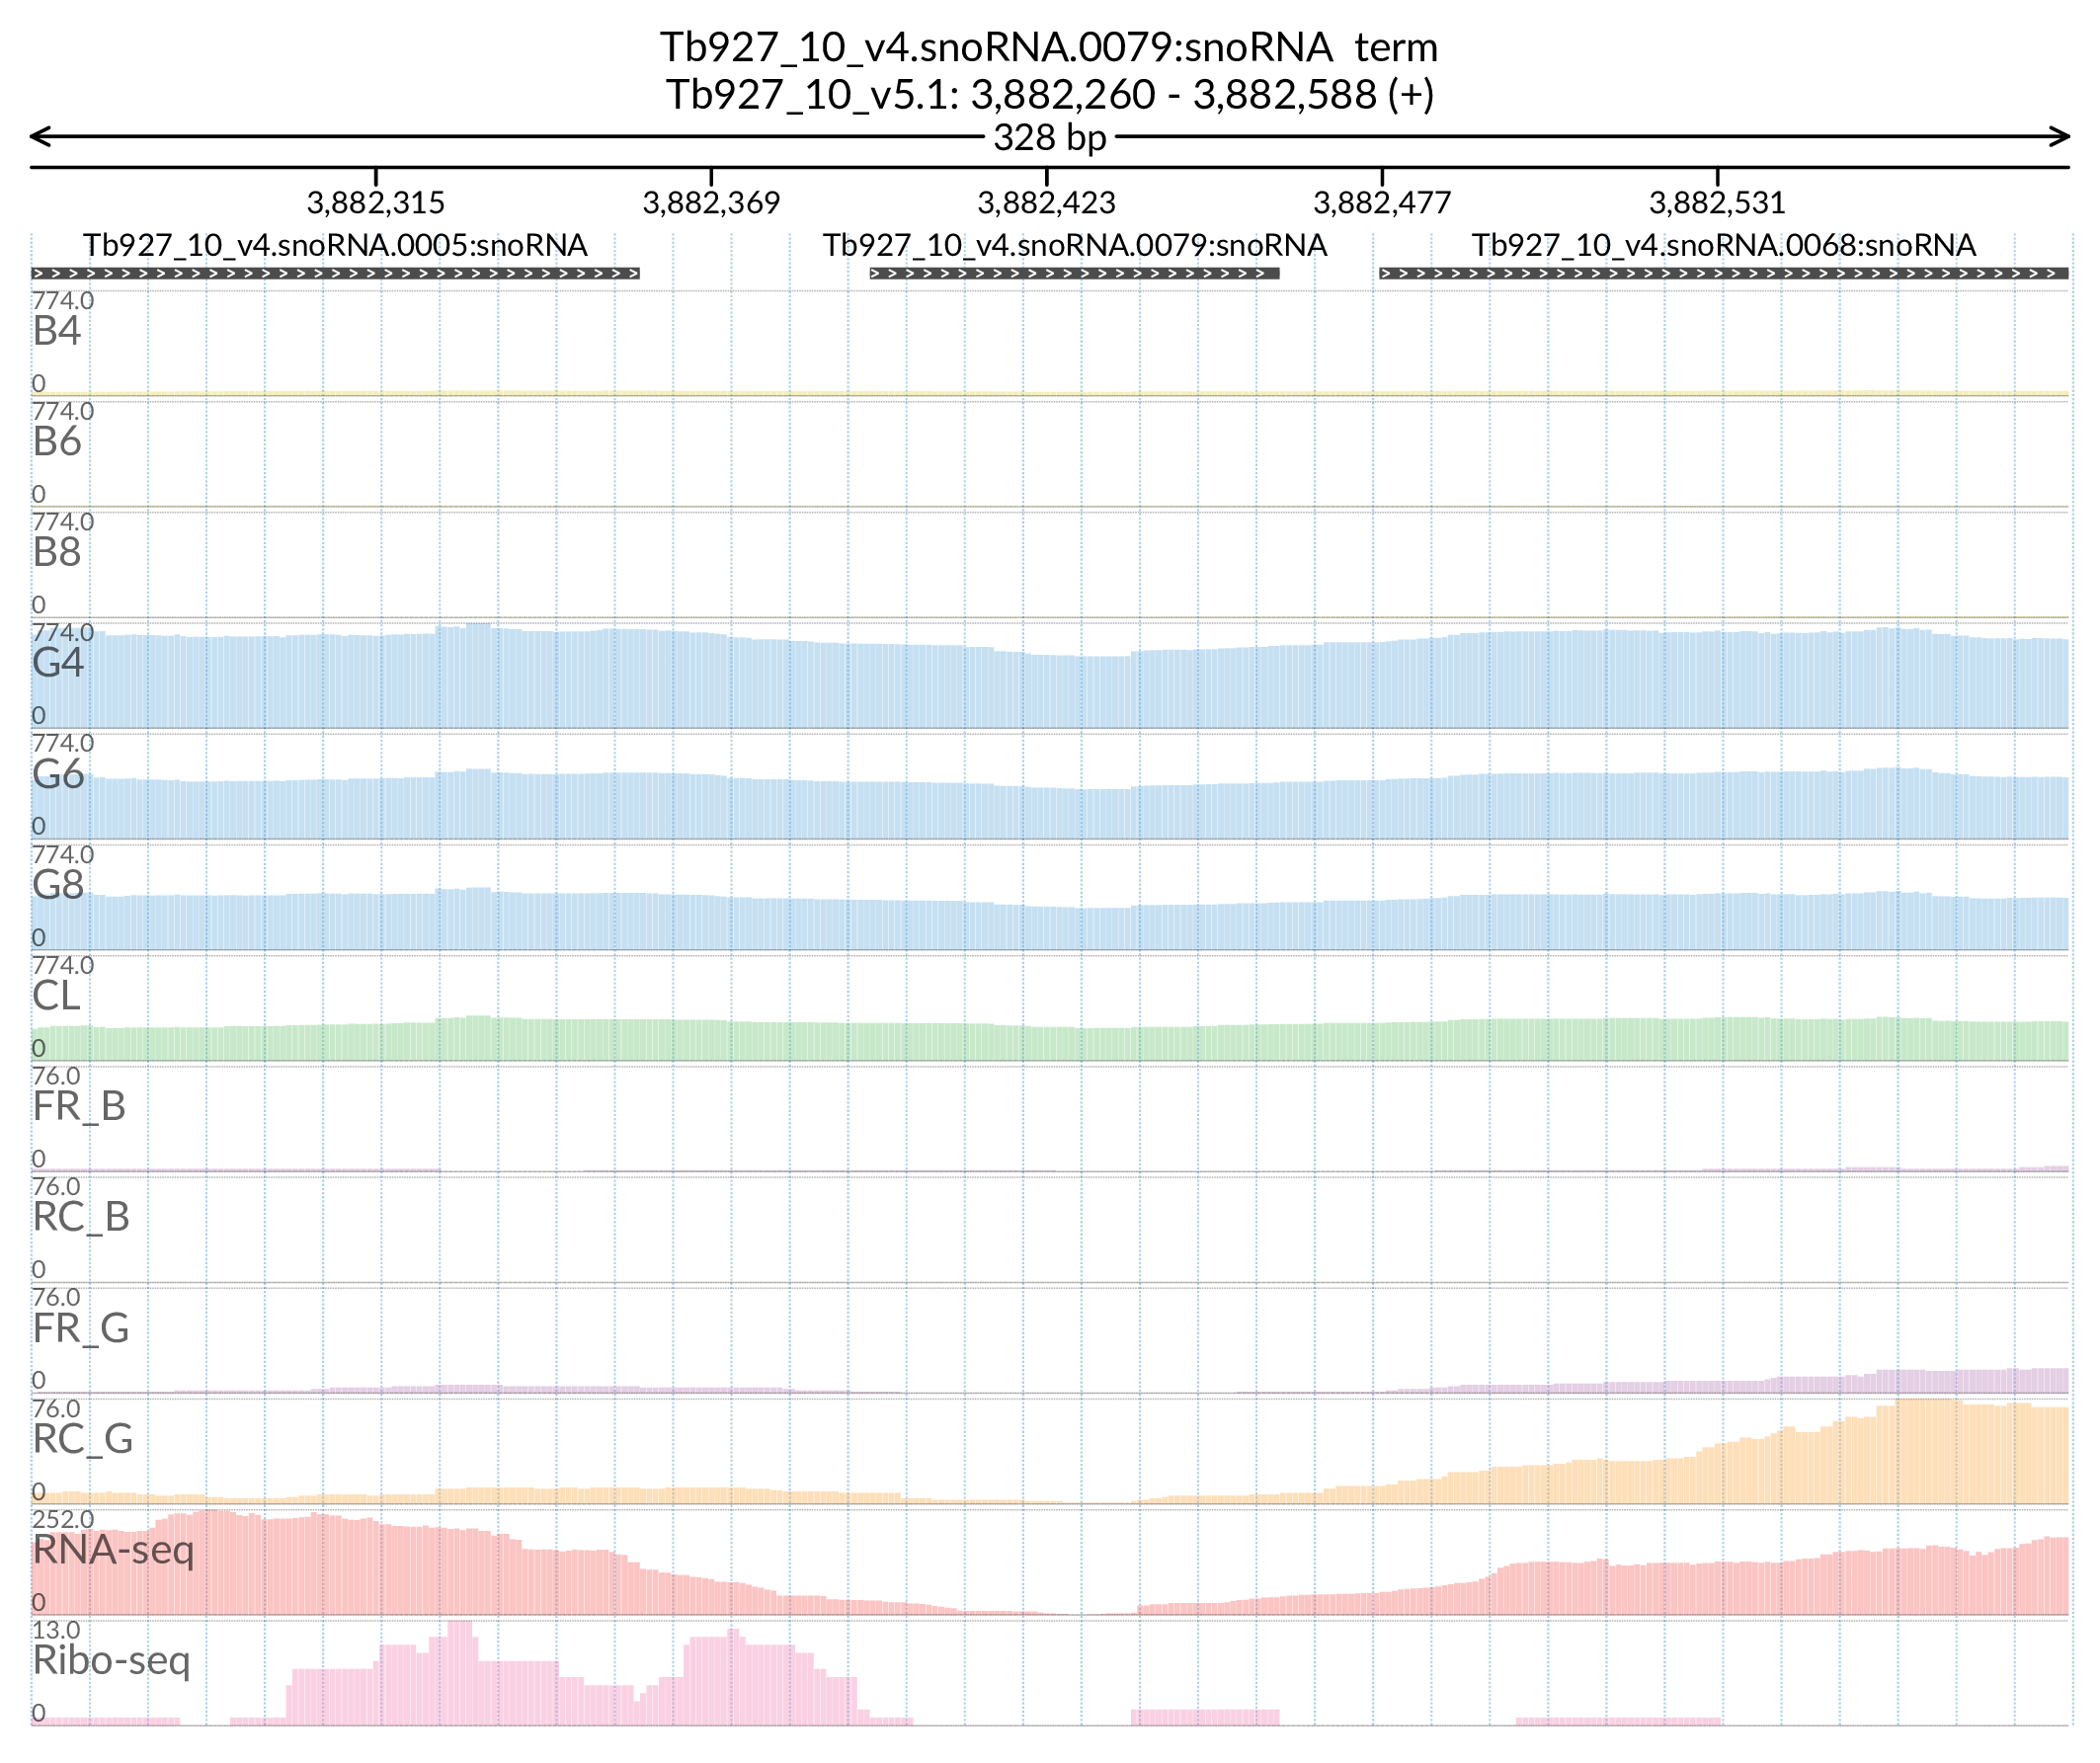 Tb927_10_v4.snoRNA.0079:snoRNA  term
Tb927_10_v5.1: 3,882,260 - 3,882,588 (+)
328 bp
3,882,315 3,882,369 3,882,423 3,882,477 3,882,531
Tb927_10_v4.snoRNA.0005:snoRNA Tb927_10_v4.snoRNA.0079:snoRNA Tb927_10_v4.snoRNA.0068:snoRNA
774.0
B4
0
774.0
B6
0
774.0
B8
0
774.0
G4
0
774.0
G6
0
774.0
G8
0
774.0
CL
0
76.0
FR_B
0
76.0
RC_B
0
76.0
FR_G
0
76.0
RC_G
0
252.0
RNA-seq
0
13.0
Ribo-seq
0